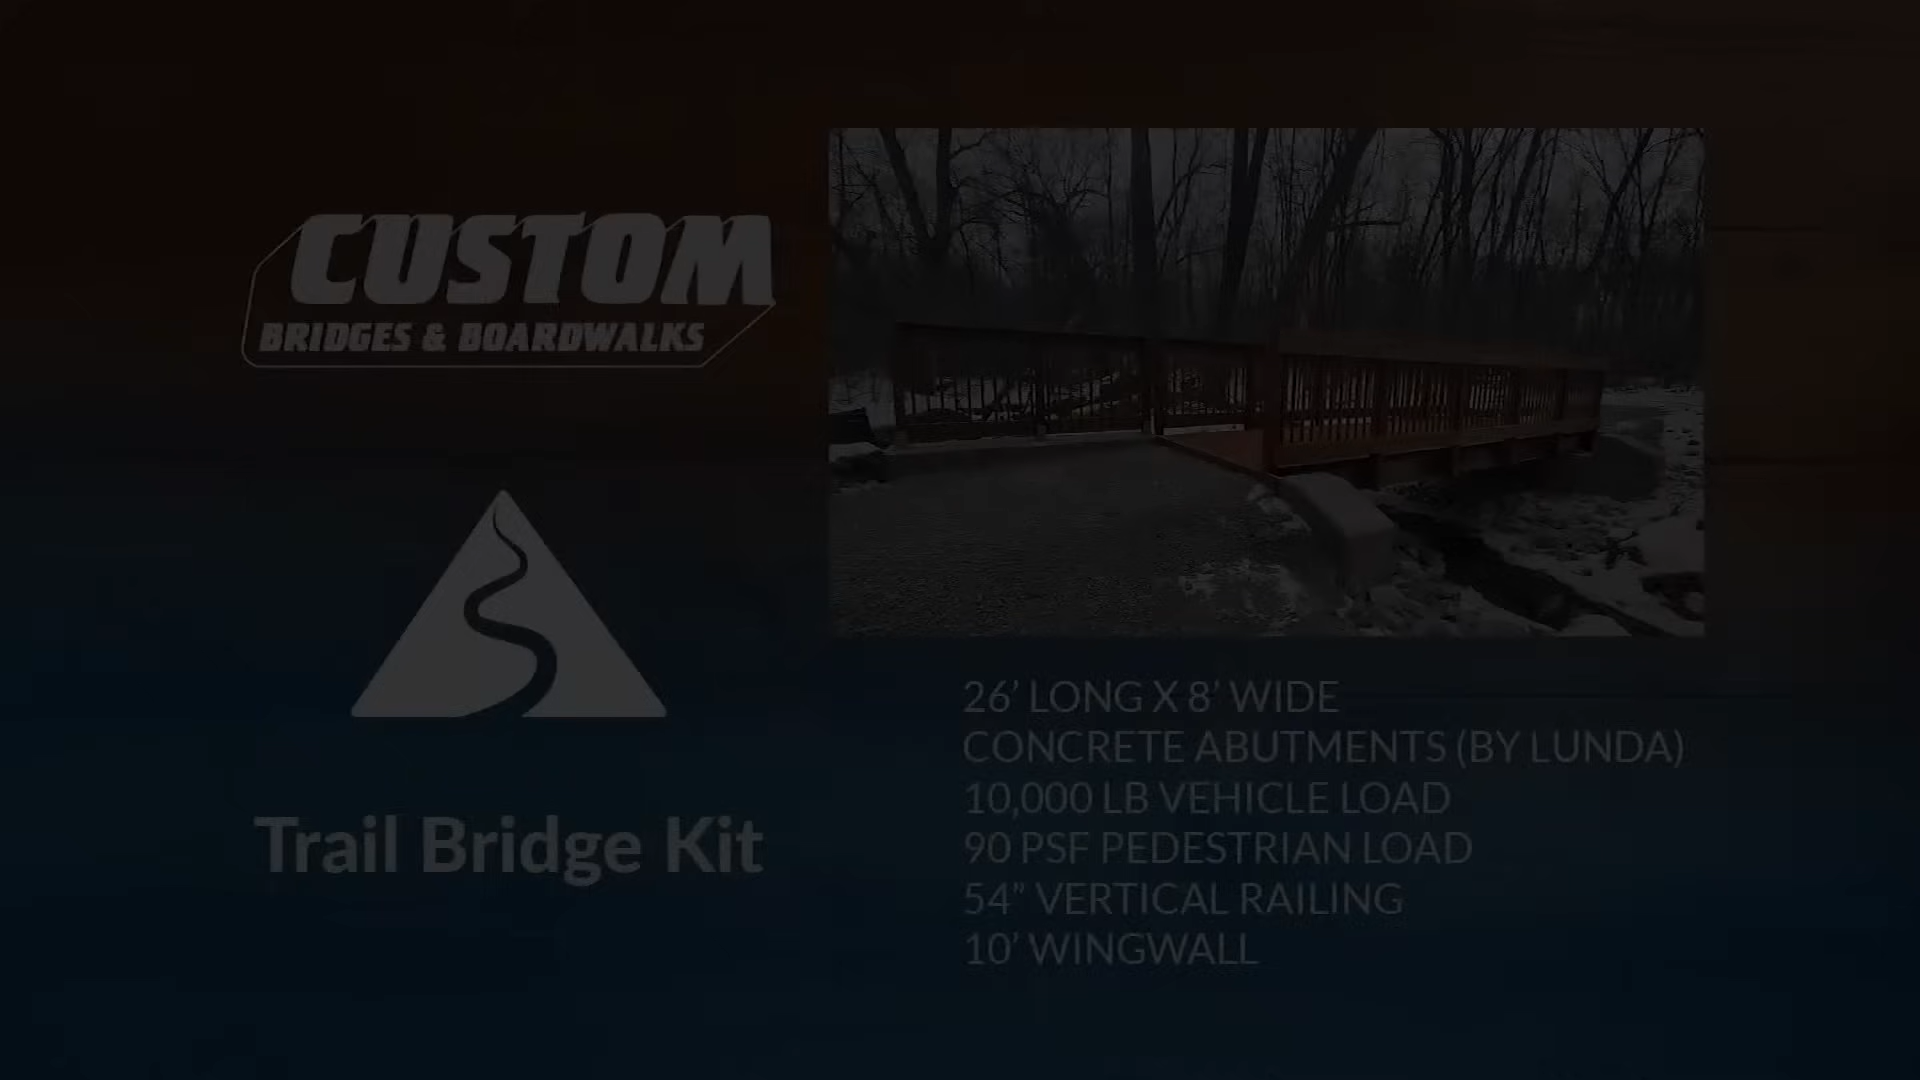 CUSTOM
BRIDGES & BOARDWALKS
Trail Bridge Kit
26’ LONG X 8’ WIDE
CONCRETE ABUTMENTS (BY LUNDA)
10,000 LB VEHICLE LOAD
90 PSF PEDESTRIAN LOAD
54” VERTICAL RAILING
10’ WINGWALL